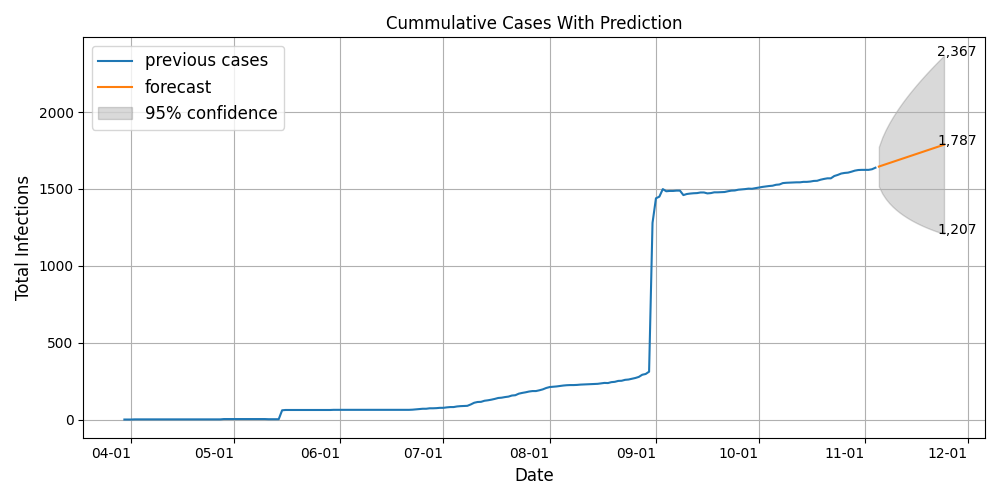 Cummulative Cases With Prediction
previous cases
forecast
95% confidence
2,367
1,787
1,207
2000
1500
1000
500
0
Total Infections
04-01 05-01 06-01 07-01 08-01 09-01 10-01 11-01 12-01
Date